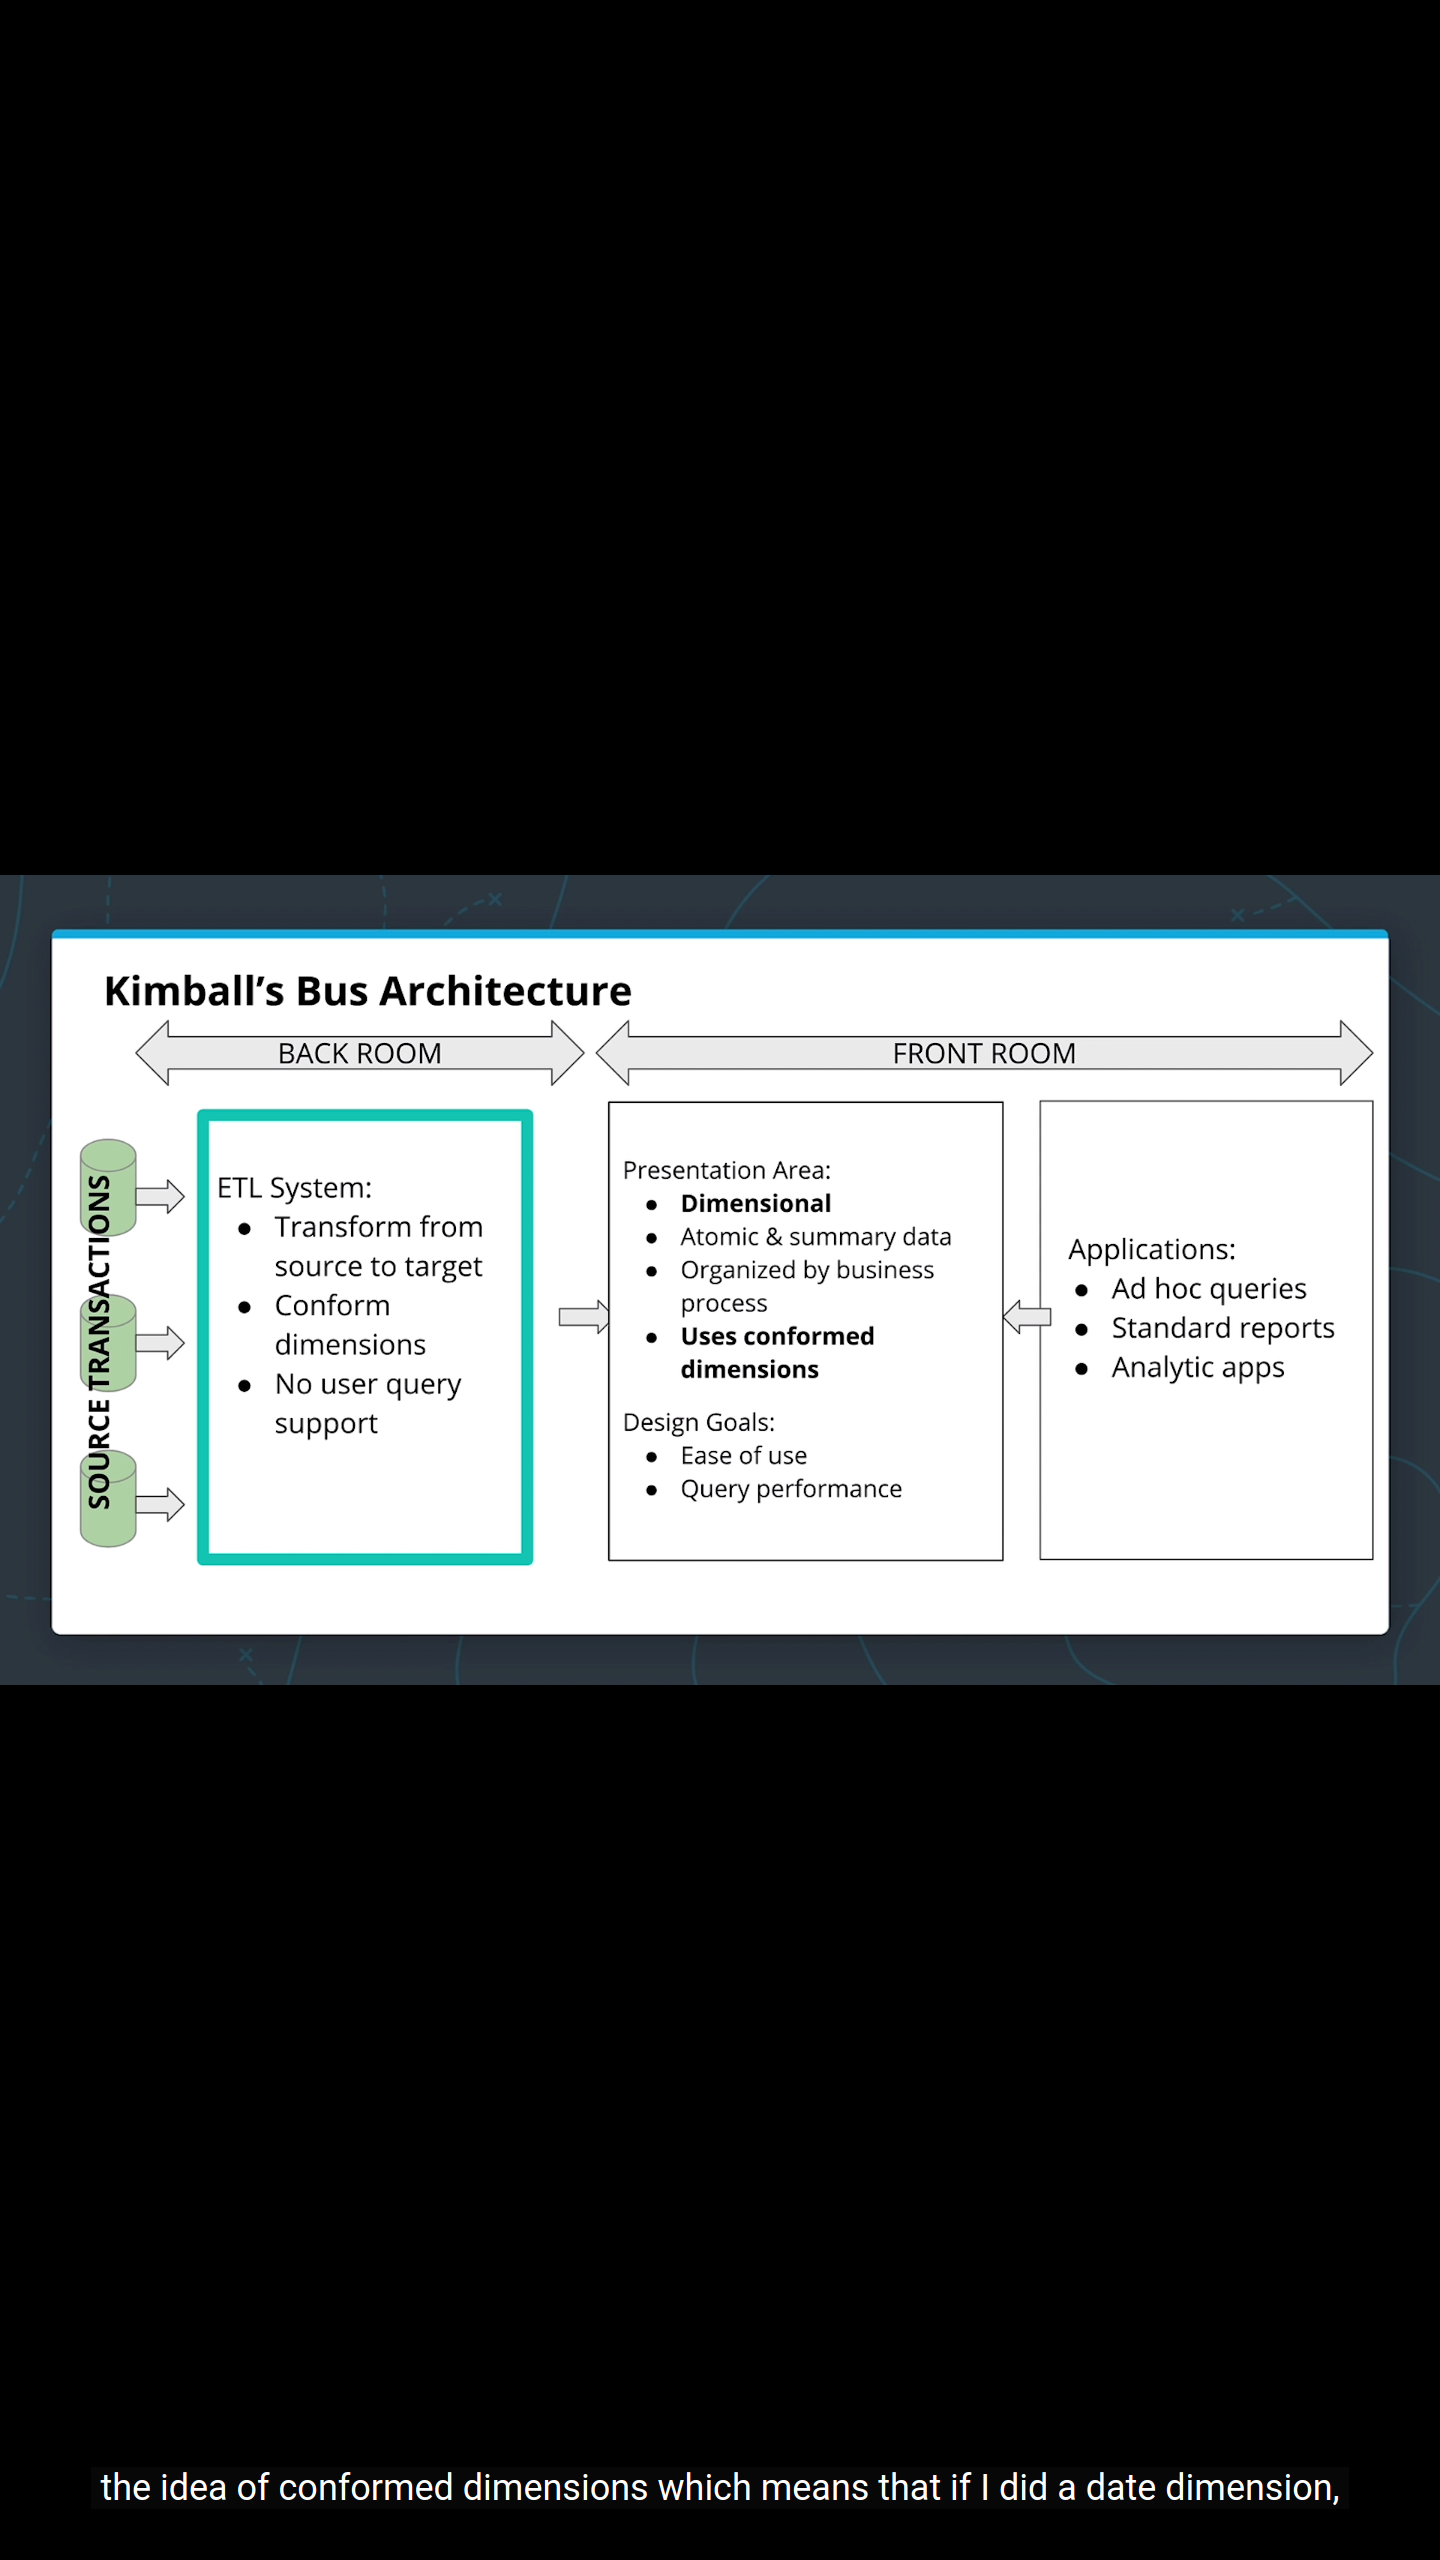 Kimball’s Bus Architecture
BACK ROOM
FRONT ROOM
SOURCE TRANSACTIONS
ETL System:
● Transform from
source to target
● Conform
dimensions
● No user query
support
Presentation Area:
● Dimensional
● Atomic & summary data
● Organized by business
process
● Uses conformed
dimensions
Design Goals:
● Ease of use
● Query performance
Applications:
● Ad hoc queries
● Standard reports
● Analytic apps
the idea of conformed dimensions which means that if I did a date dimension,